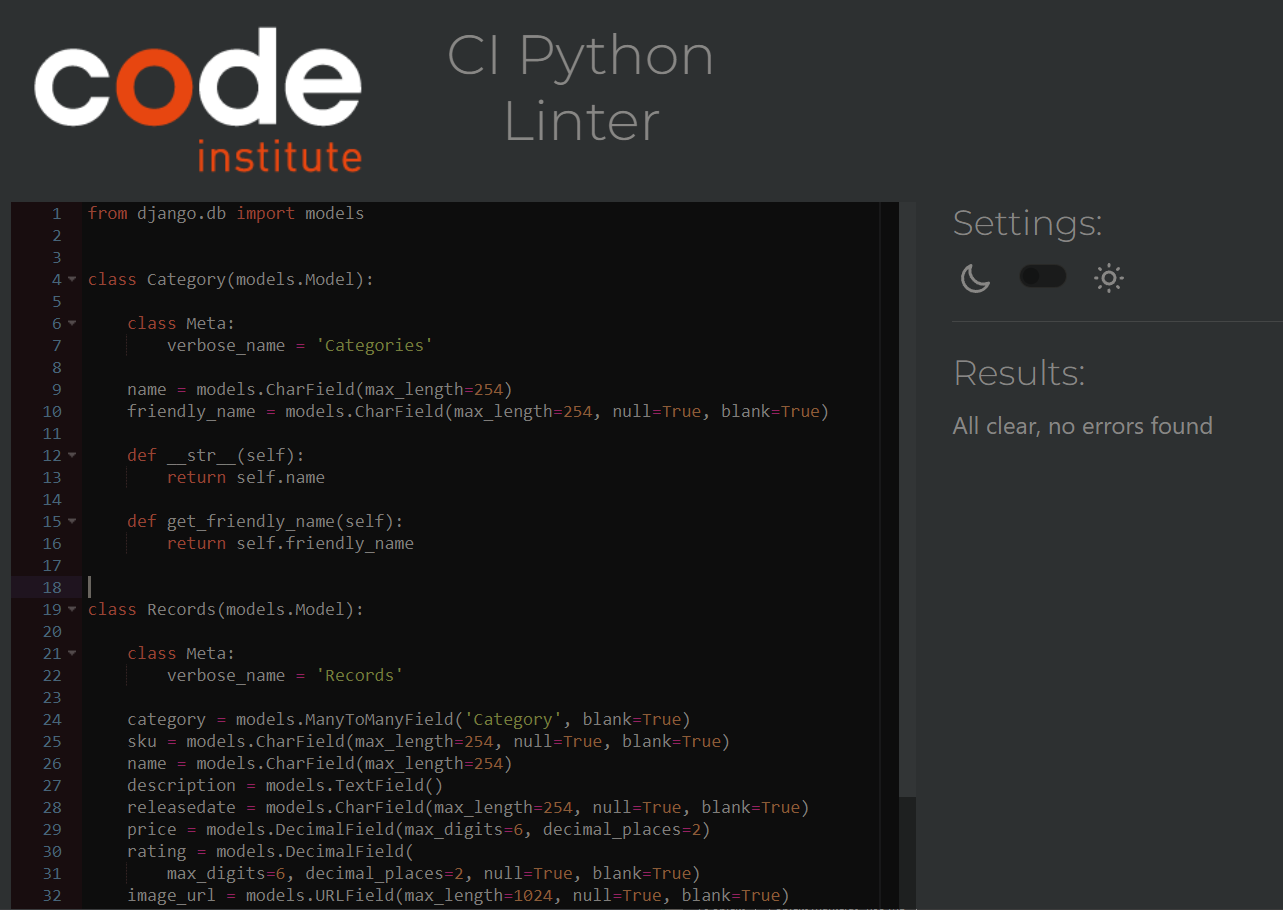 code
institute
CI Python
Linter
1 from django.db import models
2
3
4 class Category(models.Model):
5
6     class Meta:
7         verbose_name = 'Categories'
8
9     name = models.CharField(max_length=254)
10     friendly_name = models.CharField(max_length=254, null=True, blank=True)
11
12     def __str__(self):
13         return self.name
14
15     def get_friendly_name(self):
16         return self.friendly_name
17
18
19 class Records(models.Model):
20
21     class Meta:
22         verbose_name = 'Records'
23
24     category = models.ManyToManyField('Category', blank=True)
25     sku = models.CharField(max_length=254, null=True, blank=True)
26     name = models.CharField(max_length=254)
27     description = models.TextField()
28     releasedate = models.CharField(max_length=254, null=True, blank=True)
29     price = models.DecimalField(max_digits=6, decimal_places=2)
30     rating = models.DecimalField(
31         max_digits=6, decimal_places=2, null=True, blank=True)
32     image_url = models.URLField(max_length=1024, null=True, blank=True)
Settings:
Results:
All clear, no errors found